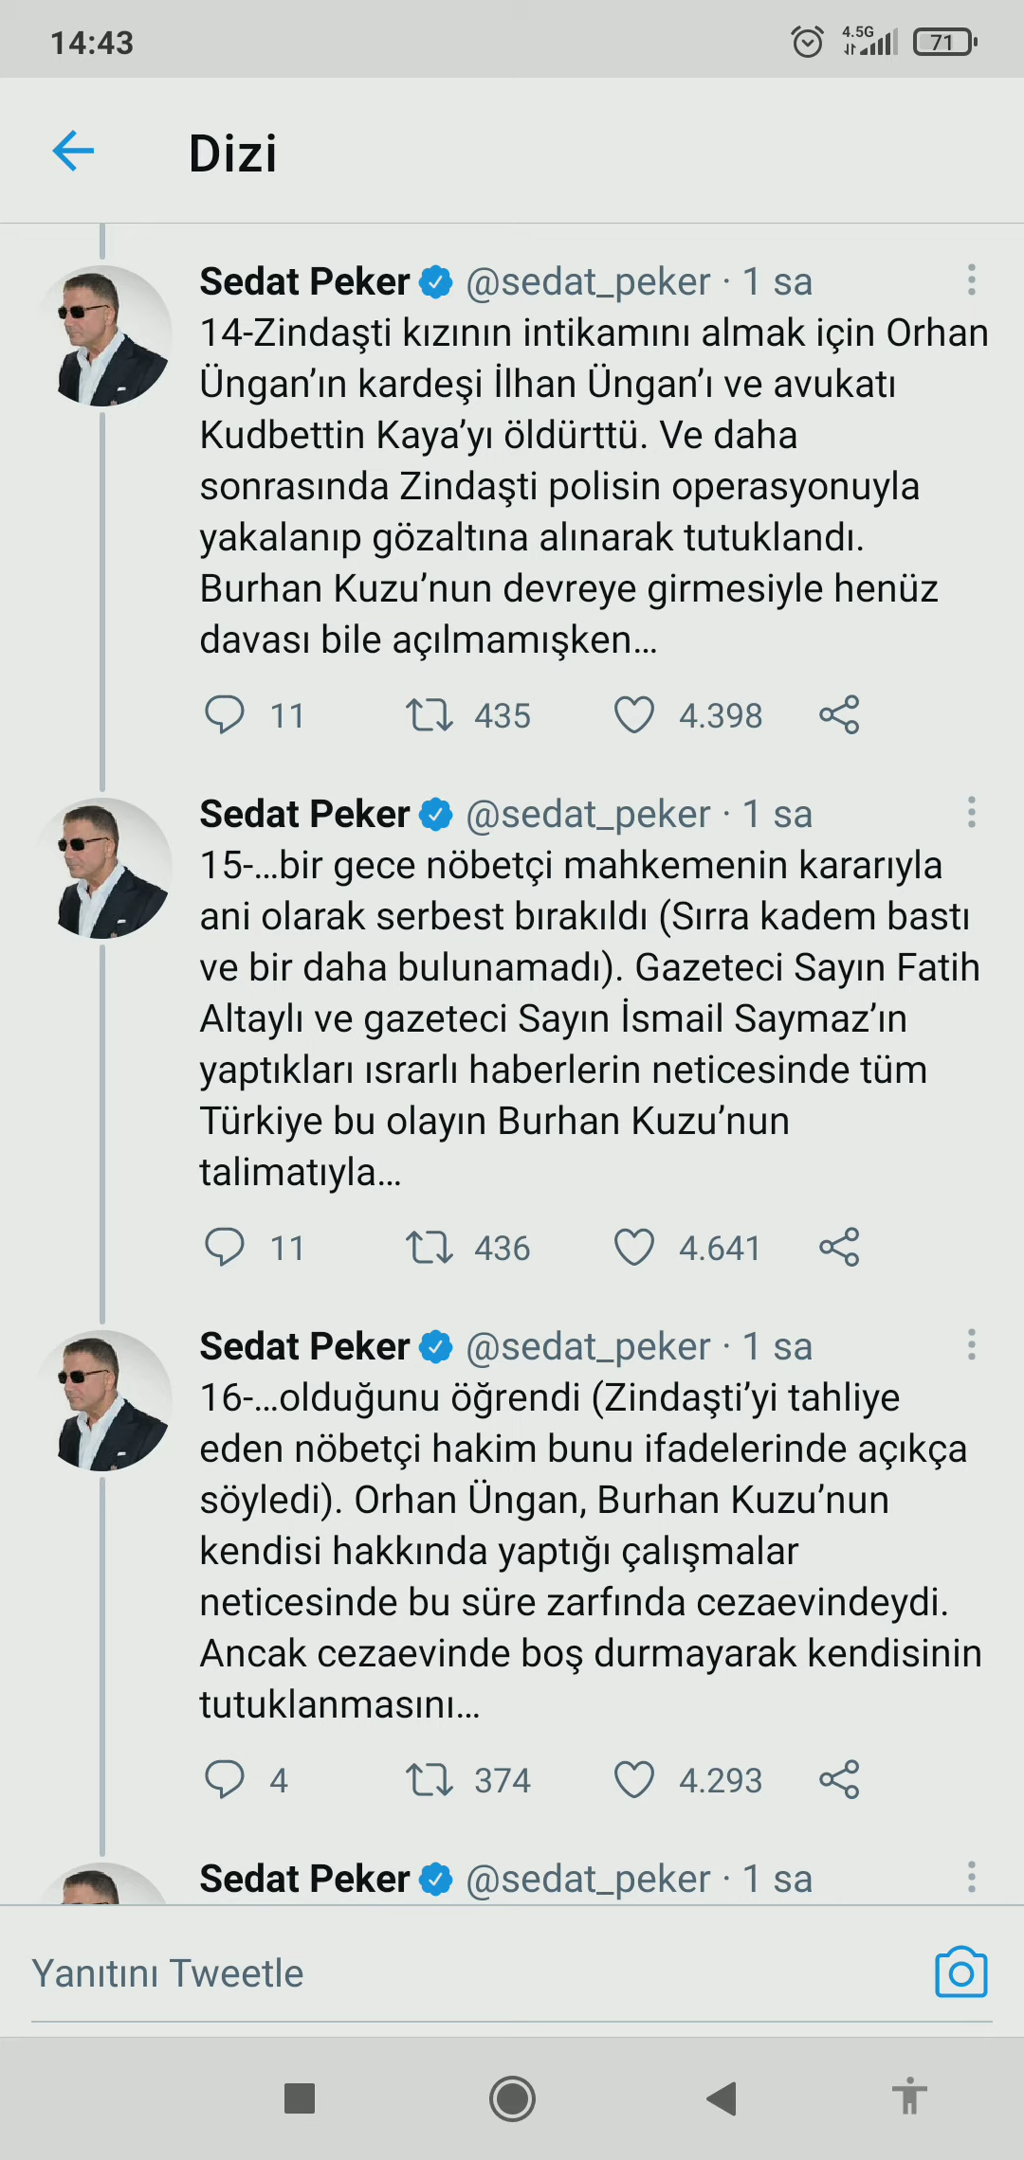 14:43
4.5G
71
Dizi
Sedat Peker @sedat_peker · 1 sa
14-Zindaşti kızının intikamını almak için Orhan
Üngan’ın kardeşi İlhan Üngan’ı ve avukatı
Kudbettin Kaya’yı öldürttü. Ve daha
sonrasında Zindaşti polisin operasyonuyla
yakalanıp gözaltına alınarak tutuklandı.
Burhan Kuzu’nun devreye girmesiyle henüz
davası bile açılmamışken...
11 435 4.398
Sedat Peker @sedat_peker · 1 sa
15-...bir gece nöbetçi mahkemenin kararıyla
ani olarak serbest bırakıldı (Sırra kadem bastı
ve bir daha bulunamadı). Gazeteci Sayın Fatih
Altaylı ve gazeteci Sayın İsmail Saymaz’ın
yaptıkları ısrarlı haberlerin neticesinde tüm
Türkiye bu olayın Burhan Kuzu’nun
talimatıyla...
11 436 4.641
Sedat Peker @sedat_peker · 1 sa
16-...olduğunu öğrendi (Zindaşti’yi tahliye
eden nöbetçi hakim bunu ifadelerinde açıkça
söyledi). Orhan Üngan, Burhan Kuzu’nun
kendisi hakkında yaptığı çalışmalar
neticesinde bu süre zarfında cezaevindeydi.
Ancak cezaevinde boş durmayarak kendisinin
tutuklanmasını...
4 374 4.293
Sedat Peker @sedat_peker · 1 sa
Yanıtını Tweetle